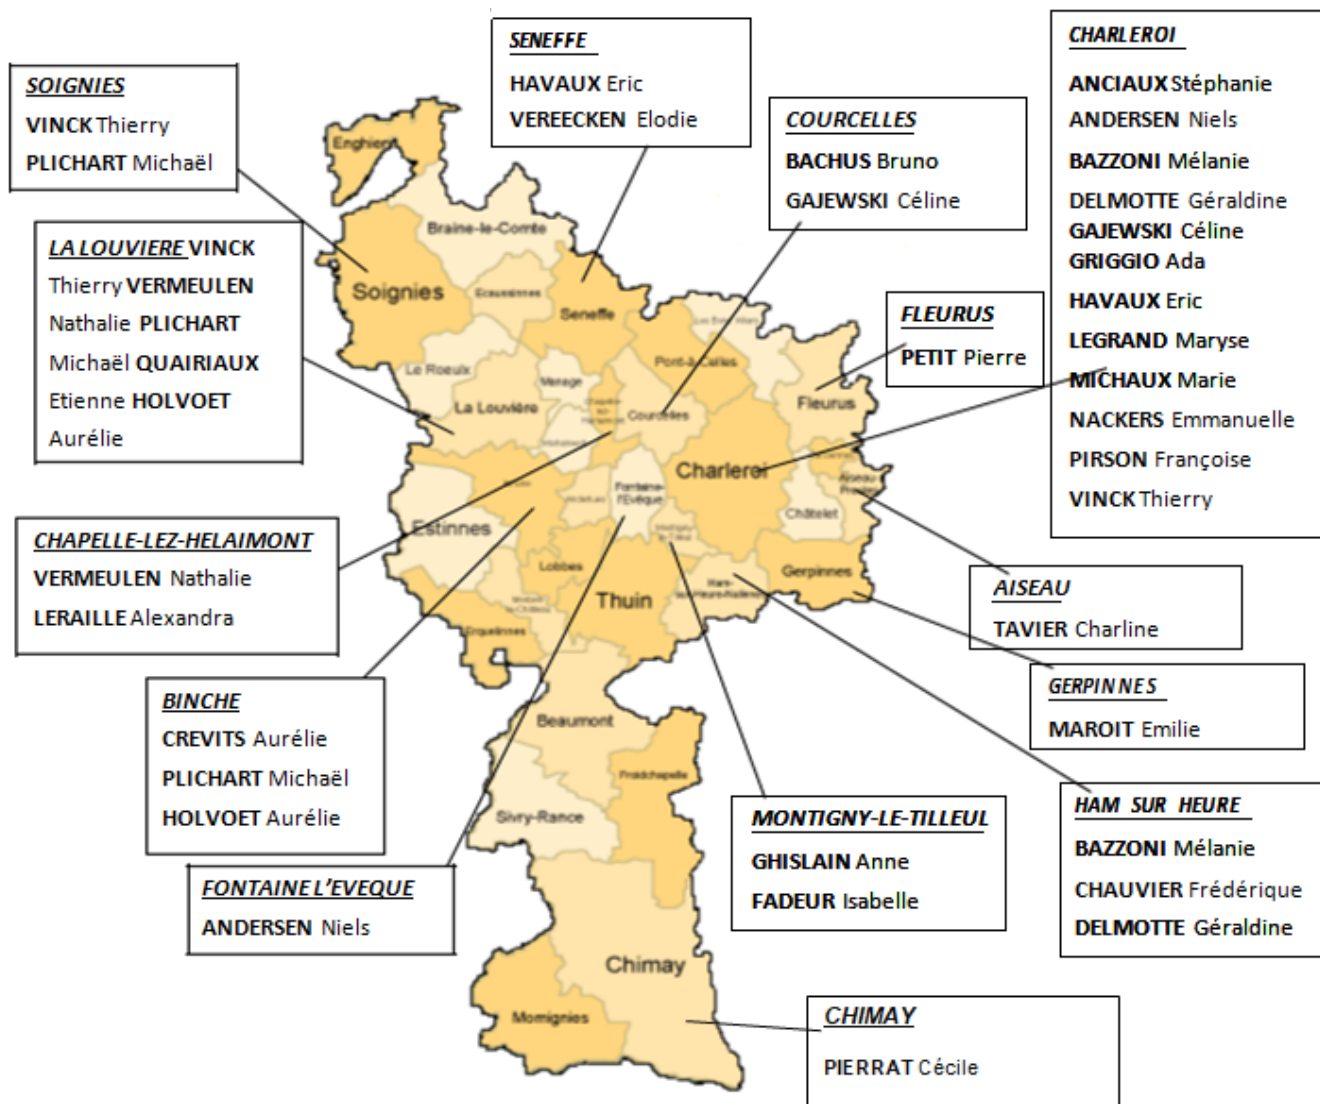 SOIGNIES
VINCK Thierry
PLICHART Michaël
SENEFFE
HAVAUX Eric
VEREECKEN Elodie
COURCELLES
BACHUS Bruno
GAJEWSKI Céline
CHARLEROI
ANCIAUX Stéphanie
ANDERSEN Niels
BAZZONI Mélanie
DELMOTTE Géraldine
GAJEWSKI Céline
GRIGGIO Ada
HAVAUX Eric
LEGRAND Maryse
MICHAUX Marie
NACKERS Emmanuelle
PIRSON Françoise
VINCK Thierry
LA LOUVIERE VINCK
Thierry VERMEULEN
Nathalie PLICHART
Michaël QUAIRIAUX
Etienne HOLVOET
Aurélie
FLEURUS
PETIT Pierre
CHAPELLE-LEZ-HELAIMONT
VERMEULEN Nathalie
LERAILLE Alexandra
AISEAU
TAVIER Charline
GERPINNES
MAROIT Emilie
BINCHE
CREVITS Aurélie
PLICHART Michaël
HOLVOET Aurélie
FONTAINE L'EVEQUE
ANDERSEN Niels
MONTIGNY-LE-TILLEUL
GHISLAIN Anne
FADEUR Isabelle
HAM SUR HEURE
BAZZONI Mélanie
CHAUVIER Frédérique
DELMOTTE Géraldine
CHIMAY
PIERRAT Cécile
Enghien
Braine-le-Comte
Soignies
Ecaussinnes
Seneffe
Pont-à-Celles
Le Roeulx
Manage
La Louvière
Courcelles
Fleurus
Charleroi
Fontaine-
l'Evêque
Châtelet
Estinnes
Lobbes
Thuin
Gerpinnes
Erquelinnes
Beaumont
Froidchapelle
Sivry-Rance
Chimay
Momignies